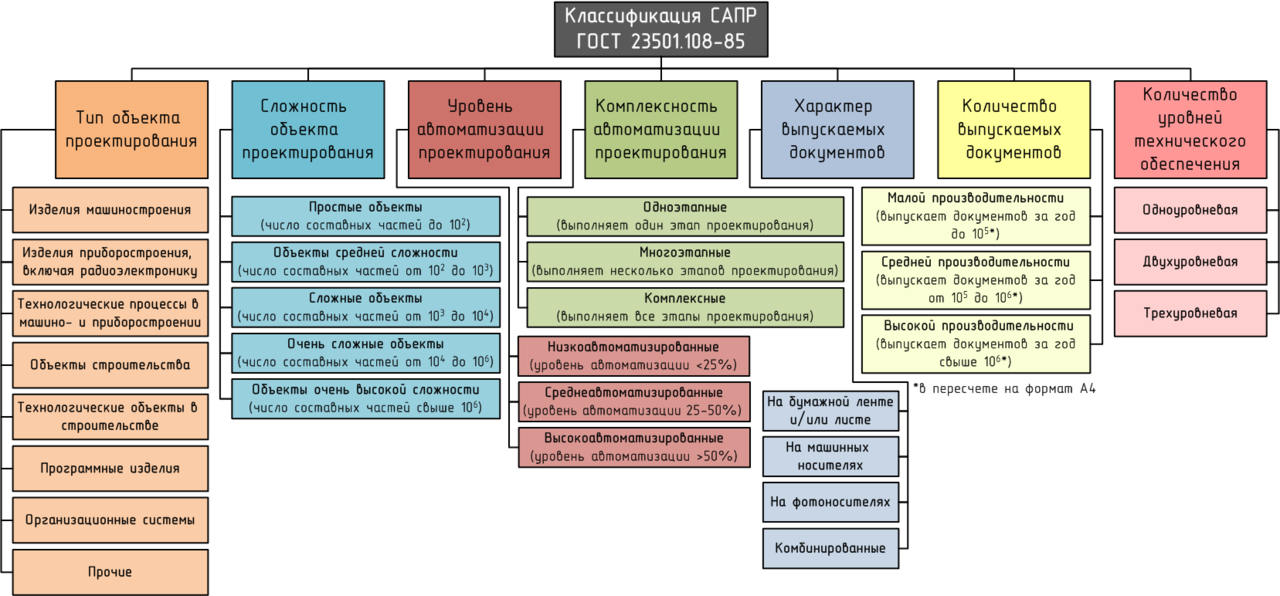 Классификация САПР
ГОСТ 23501.108-85
Тип объекта
проектирования
Изделия машиностроения
Изделия приборостроения,
включая радиоэлектронику
Технологические процессы в
машино- и приборостроении
Объекты строительства
Технологические объекты в
строительстве
Программные изделия
Организационные системы
Прочие
Сложность
объекта
проектирования
Простые объекты
(число составных частей до 10²)
Объекты средней сложности
(число составных частей от 10² до 10³)
Сложные объекты
(число составных частей от 10³ до 10⁴)
Очень сложные объекты
(число составных частей от 10⁴ до 10⁶)
Объекты очень высокой сложности
(число составных частей свыше 10⁶)
Уровень
автоматизации
проектирования
Низкоавтоматизированные
(уровень автоматизации <25%)
Среднеавтоматизированные
(уровень автоматизации 25-50%)
Высокоавтоматизированные
(уровень автоматизации >50%)
Комплексность
автоматизации
проектирования
Одноэтапные
(выполняет один этап проектирования)
Многоэтапные
(выполняет несколько этапов проектирования)
Комплексные
(выполняет все этапы проектирования)
Характер
выпускаемых
документов
На бумажной ленте
и/или листе
На машинных
носителях
На фотоносителях
Комбинированные
Количество
выпускаемых
документов
Малой производительности
(выпускает документов за год
до 10⁵*)
Средней производительности
(выпускает документов за год
от 10⁵ до 10⁶*)
Высокой производительности
(выпускает документов за год
свыше 10⁶*)
*в пересчете на формат А4
Количество
уровней
технического
обеспечения
Одноуровневая
Двухуровневая
Трехуровневая